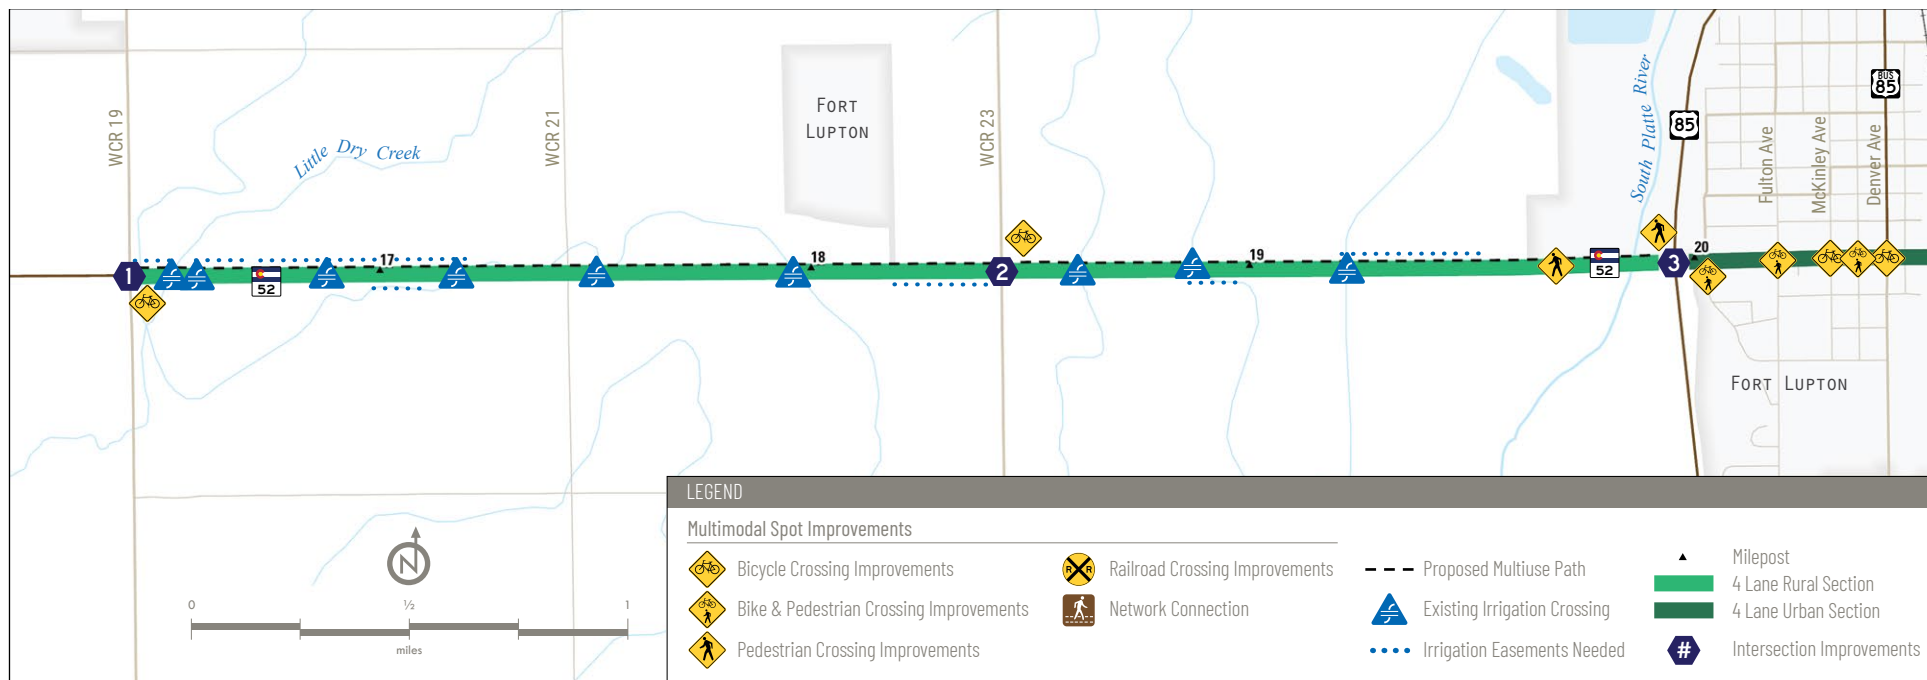 WCR 19
Little Dry Creek
WCR 21
FORT
LUPTON
WCR 23
South Platte River
85
BUS
85
Fulton Ave
McKinley Ave
Denver Ave
1
52
17
18
2
19
52
3
20
FORT LUPTON
N
0
½
1
miles
LEGEND
Multimodal Spot Improvements
Bicycle Crossing Improvements
Bike & Pedestrian Crossing Improvements
Pedestrian Crossing Improvements
R R
Railroad Crossing Improvements
Network Connection
Proposed Multiuse Path
Existing Irrigation Crossing
Irrigation Easements Needed
Milepost
4 Lane Rural Section
4 Lane Urban Section
#
Intersection Improvements